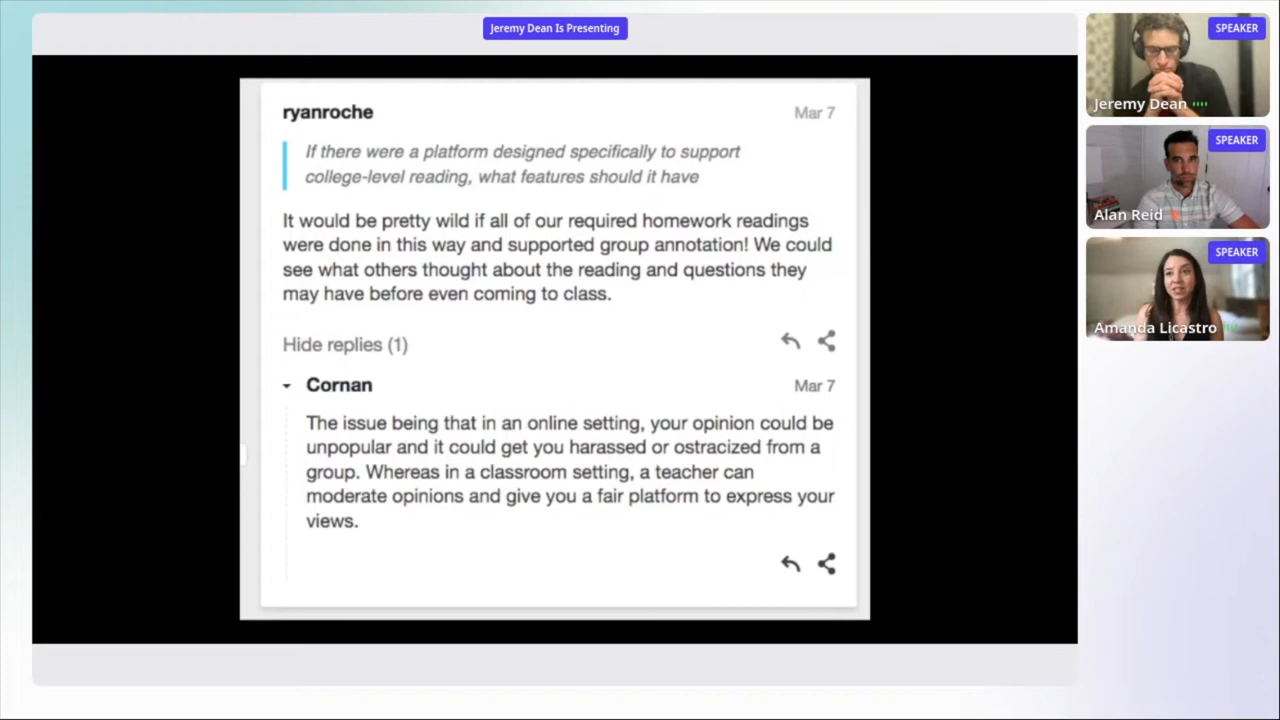 Jeremy Dean Is Presenting
ryanroche
Mar 7
If there were a platform designed specifically to support
college-level reading, what features should it have
It would be pretty wild if all of our required homework readings
were done in this way and supported group annotation! We could
see what others thought about the reading and questions they
may have before even coming to class.
Hide replies (1)
Cornan
Mar 7
The issue being that in an online setting, your opinion could be
unpopular and it could get you harassed or ostracized from a
group. Whereas in a classroom setting, a teacher can
moderate opinions and give you a fair platform to express your
views.
SPEAKER
Jeremy Dean
SPEAKER
Alan Reid
SPEAKER
Amanda Licastro